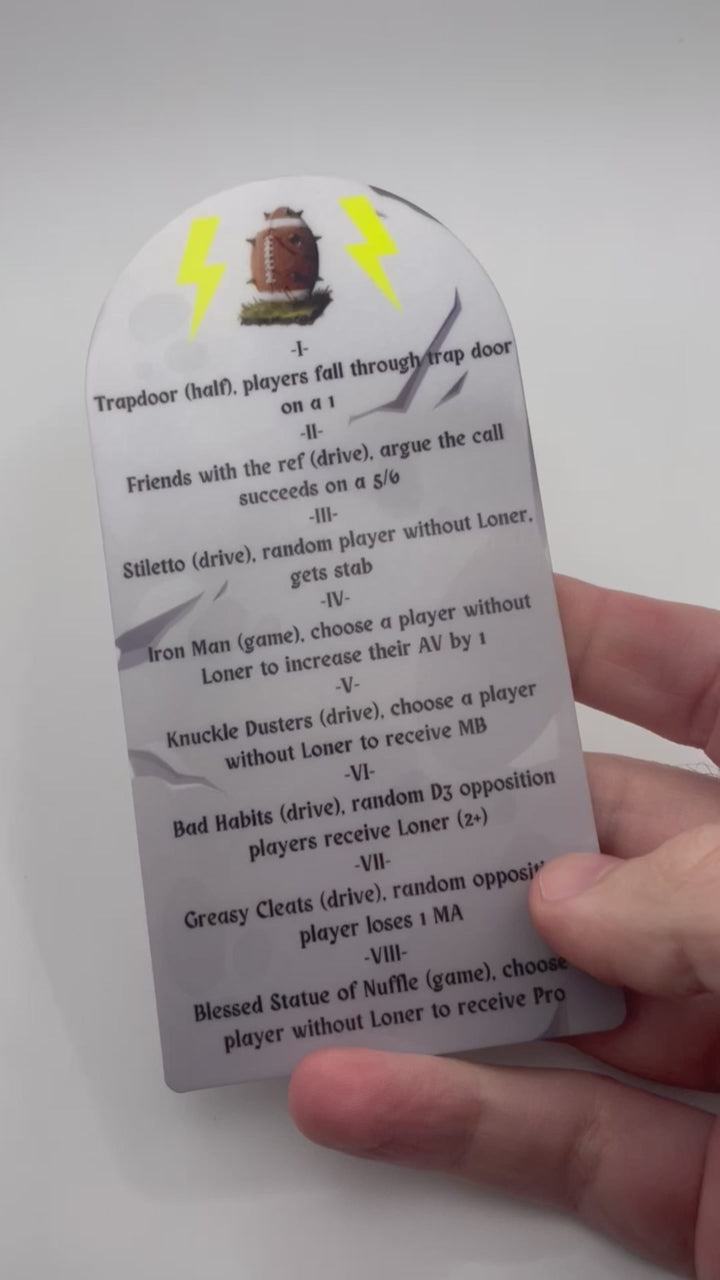 -I-
Trapdoor (half), players fall through trap door
on a 1
-II-
Friends with the ref (drive), argue the call
succeeds on a 5/6
-III-
Stiletto (drive), random player without Loner,
gets stab
-IV-
Iron Man (game), choose a player without
Loner to increase their AV by 1
-V-
Knuckle Dusters (drive), choose a player
without Loner to receive MB
-VI-
Bad Habits (drive), random D3 opposition
players receive Loner (2+)
-VII-
Greasy Cleats (drive), random
player loses 1 MA
-VIII-
Blessed Statue of Nuffle (game), choose
player without Loner to receive Pro